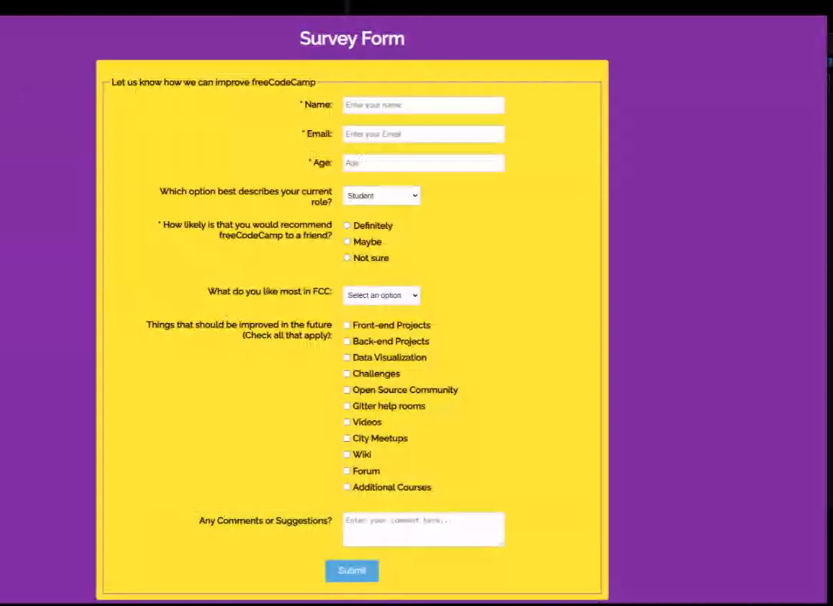 Survey Form
Let us know how we can improve freeCodeCamp
* Name:
Enter your name
* Email:
Enter your Email
* Age:
Age
Which option best describes your current
role?
Student
* How likely is that you would recommend
freeCodeCamp to a friend?
Definitely
Maybe
Not sure
What do you like most in FCC:
Select an option
Things that should be improved in the future
(Check all that apply):
Front-end Projects
Back-end Projects
Data Visualization
Challenges
Open Source Community
Gitter help rooms
Videos
City Meetups
Wiki
Forum
Additional Courses
Any Comments or Suggestions?
Enter your comment here...
Submit